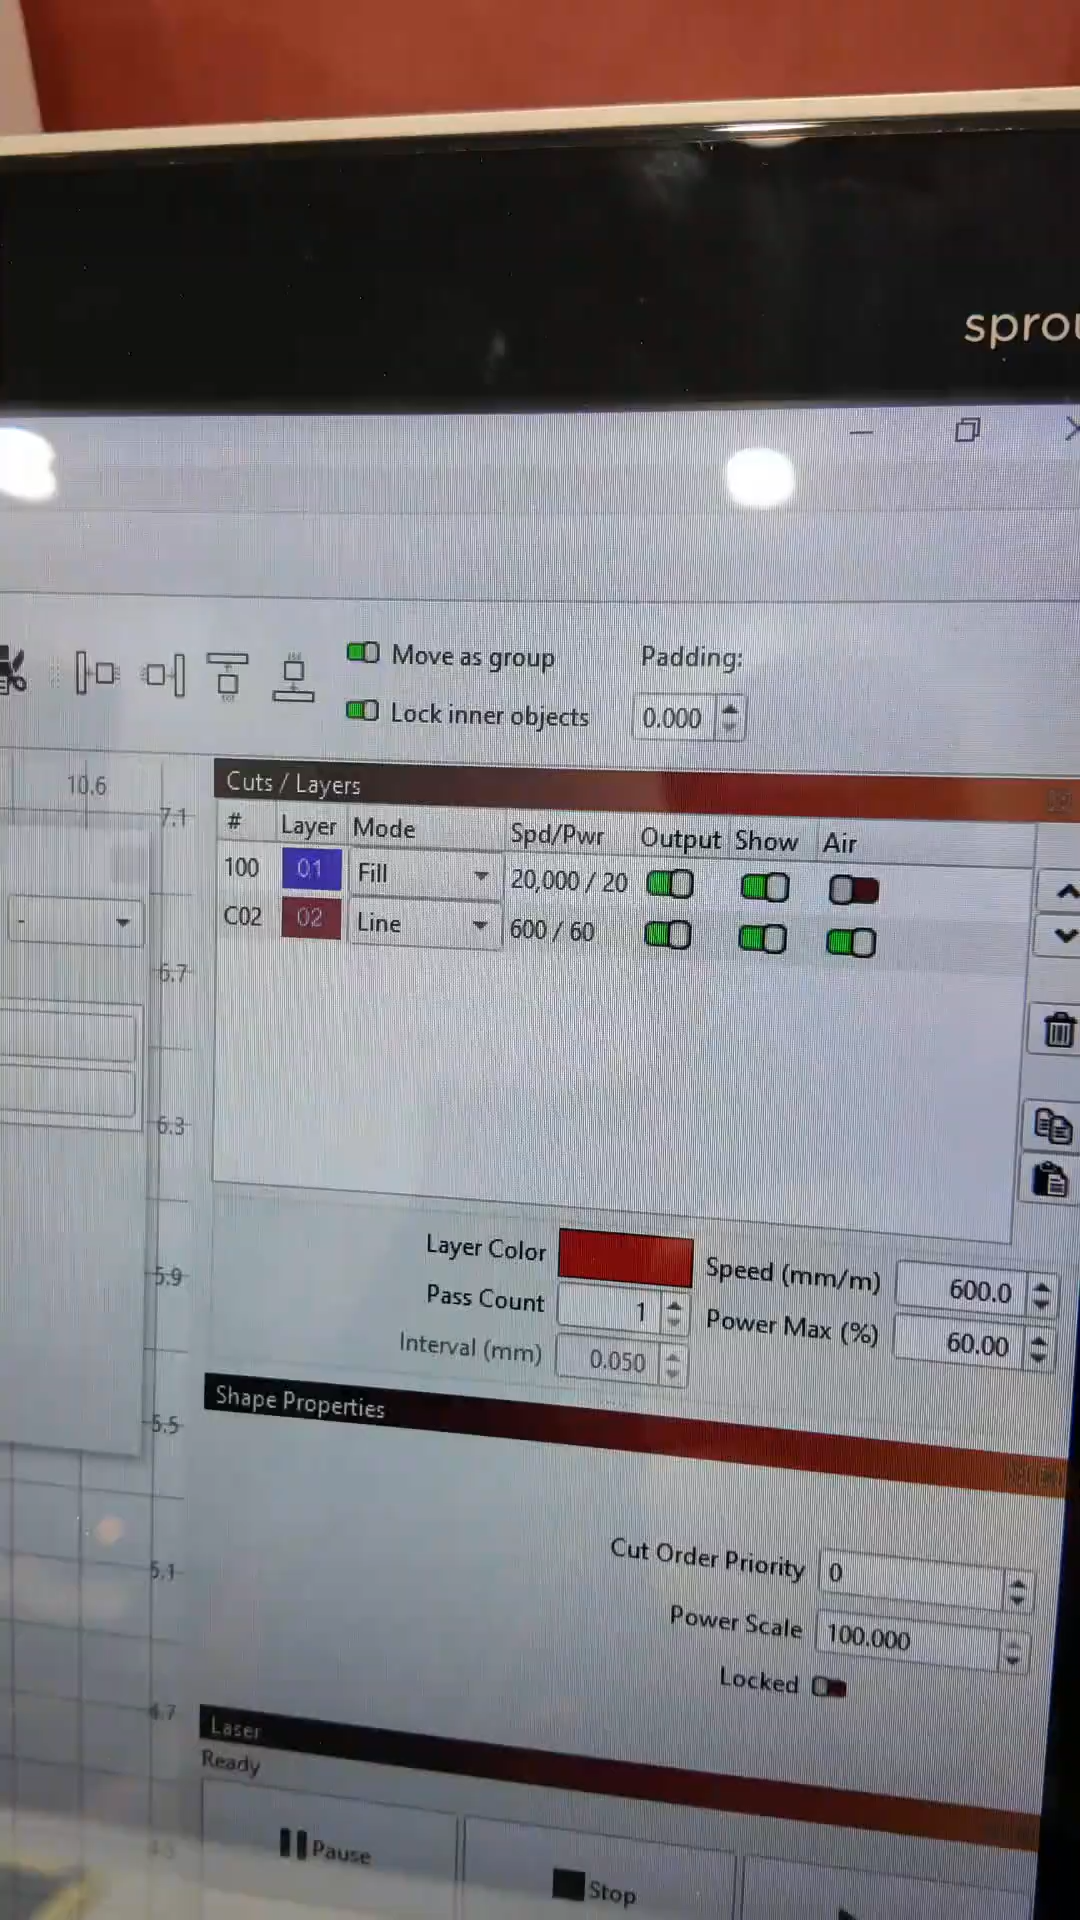 Move as group
Padding:
Lock inner objects
0.000
Cuts / Layers
10.6
7.1
# Layer Mode Spd/Pwr Output Show Air
100 01 Fill 20,000 / 20
C02 02 Line 600 / 60
-
6.7
6.3
Layer Color
Speed (mm/m) 600.0
5.9
Pass Count 1
Power Max (%) 60.00
Interval (mm) 0.050
Shape Properties
5.5
Cut Order Priority 0
5.1
Power Scale 100.000
Locked
4.7
Laser
Ready
Pause
Stop